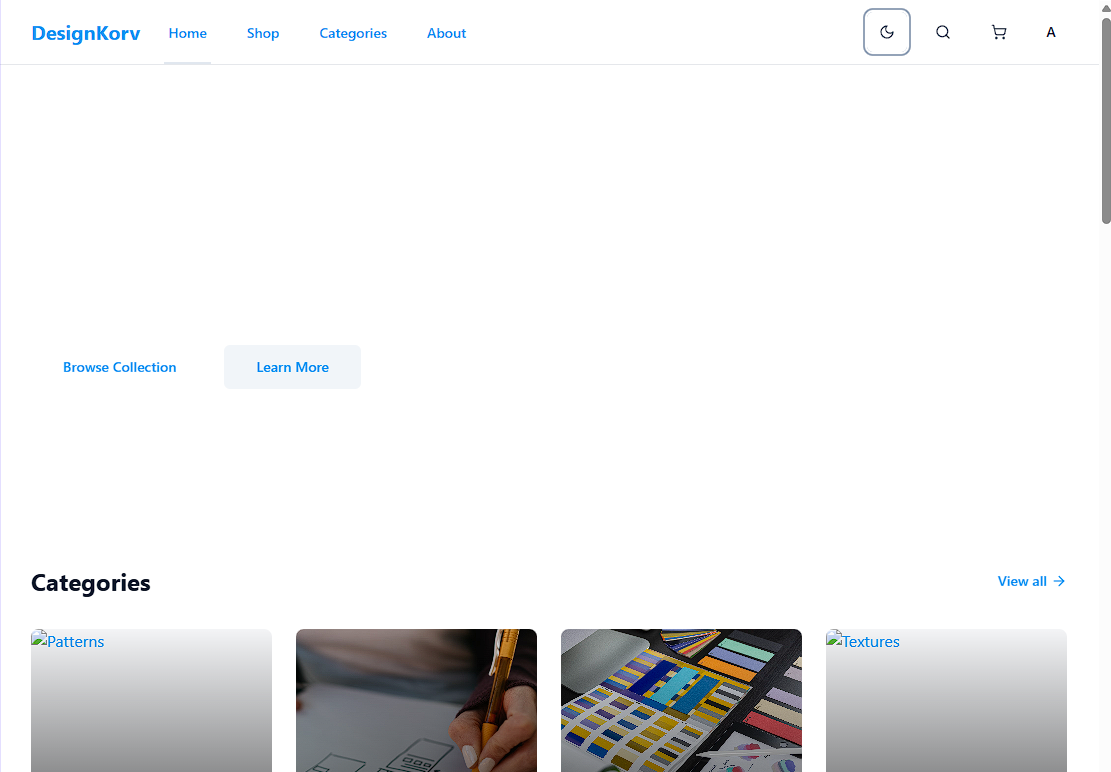 DesignKorv
Home
Shop
Categories
About
A
Browse Collection
Learn More
Categories
View all
Patterns
Textures